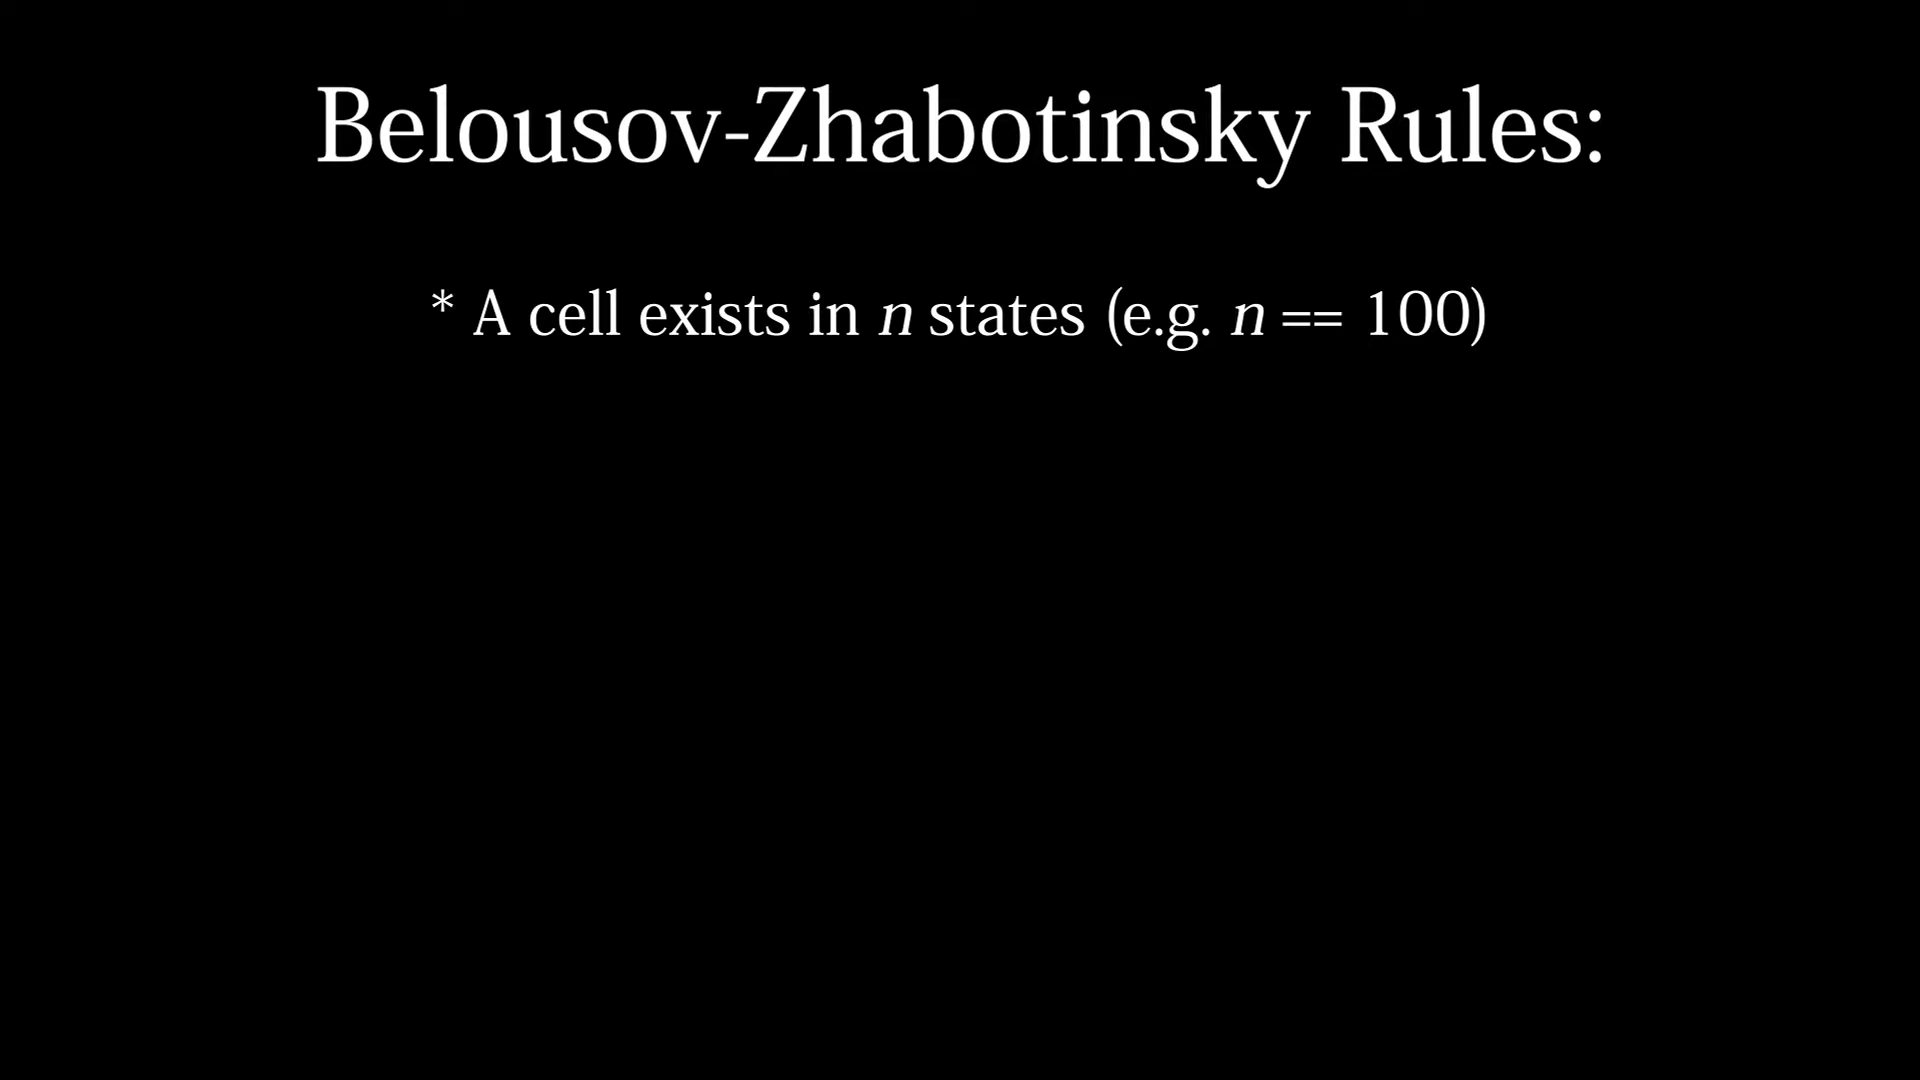 Belousov-Zhabotinsky Rules:
* A cell exists in n states (e.g. n == 100)